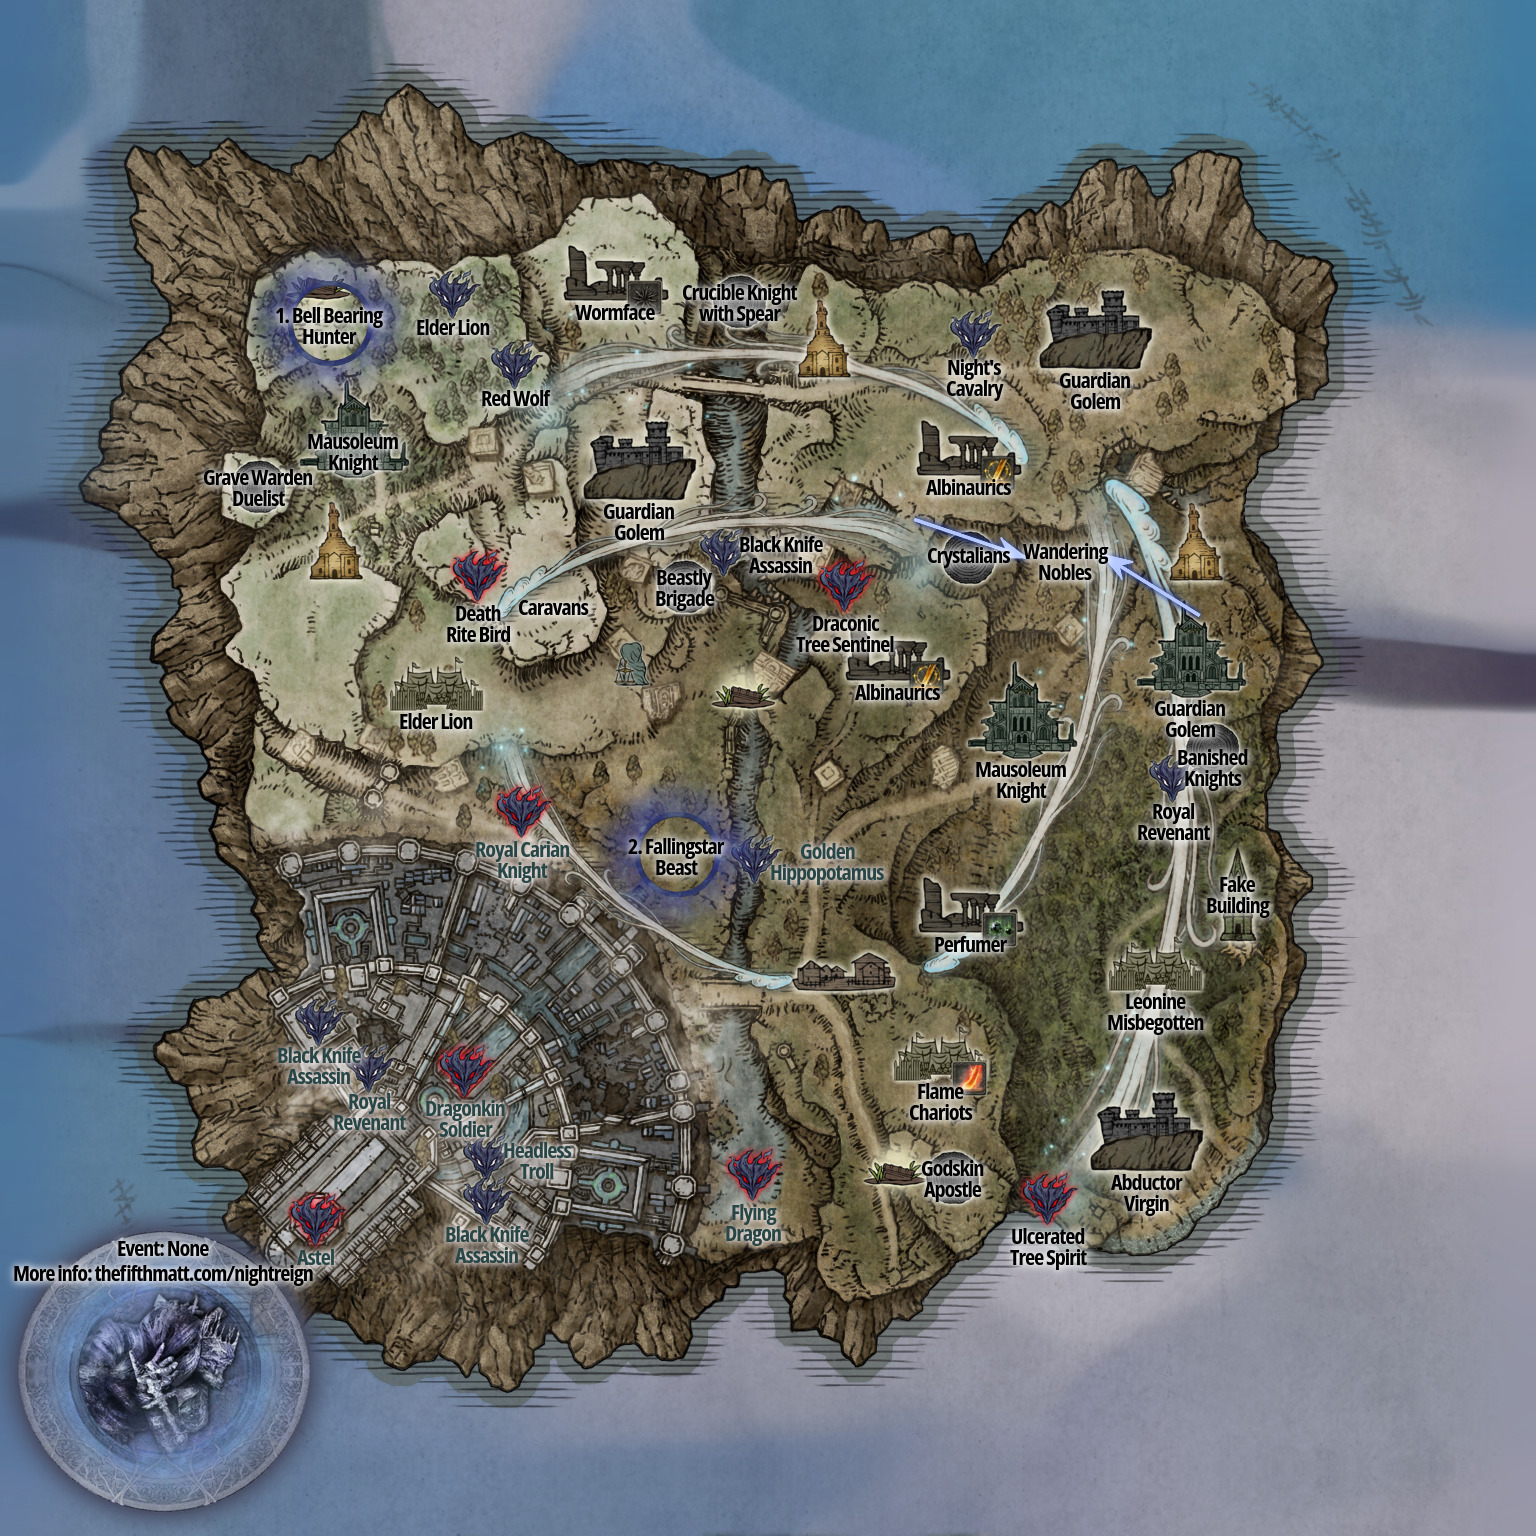 1. Bell Bearing
Hunter
Elder Lion
Wormface
Crucible Knight
with Spear
Night's
Cavalry
Guardian
Golem
Red Wolf
Mausoleum
Knight
Grave Warden
Duelist
Albinaurics
Guardian
Golem
Black Knife
Assassin
Crystalians
Wandering
Nobles
Beastly
Brigade
Death
Rite Bird
Caravans
Draconic
Tree Sentinel
Albinaurics
Elder Lion
Guardian
Golem
Mausoleum
Knight
Banished
Knights
Royal
Revenant
Royal Carian
Knight
2. Fallingstar
Beast
Golden
Hippopotamus
Fake
Building
Perfumer
Leonine
Misbegotten
Black Knife
Assassin
Royal
Revenant
Dragonkin
Soldier
Flame
Chariots
Headless
Troll
Godskin
Apostle
Abductor
Virgin
Flying
Dragon
Black Knife
Assassin
Astel
Ulcerated
Tree Spirit
Event: None
More info: thefifthmatt.com/nightreign